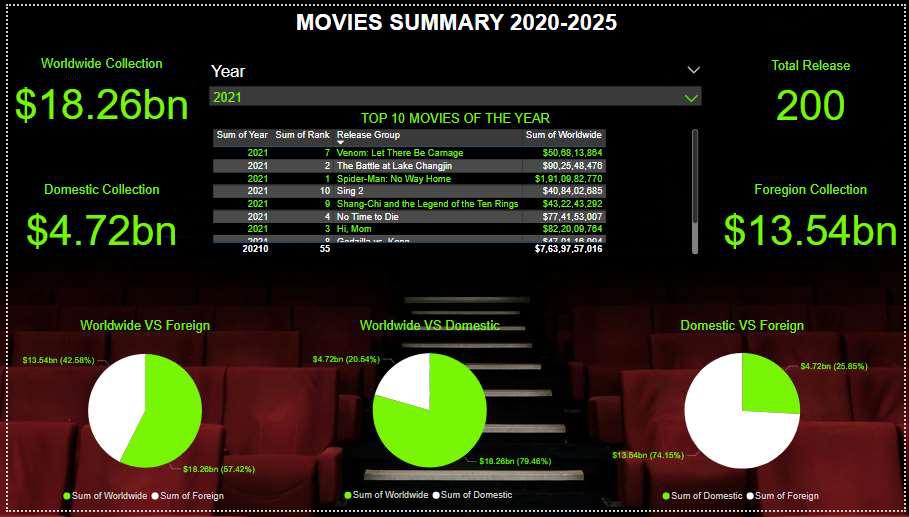 MOVIES SUMMARY 2020-2025
Worldwide Collection
$18.26bn
Year
2021
Total Release
200
TOP 10 MOVIES OF THE YEAR
Sum of Year Sum of Rank Release Group Sum of Worldwide
2021 7 Venom: Let There Be Carnage $50,68,13,864
2021 2 The Battle at Lake Changjin $90,25,48,476
2021 1 Spider-Man: No Way Home $1,91,09,82,770
2021 10 Sing 2 $40,84,02,685
2021 9 Shang-Chi and the Legend of the Ten Rings $43,22,43,292
2021 4 No Time to Die $77,41,53,007
2021 3 Hi, Mom $82,20,09,764
2021 8 Godzilla vs. Kong $47,01,16,094
20210 55 $7,63,97,57,016
Domestic Collection
$4.72bn
Foregion Collection
$13.54bn
Worldwide VS Foreign
$13.54bn (42.58%)
$18.26bn (57.42%)
Sum of Worldwide Sum of Foreign
Worldwide VS Domestic
$4.72bn (20.54%)
$18.26bn (79.46%)
Sum of Worldwide Sum of Domestic
Domestic VS Foreign
$4.72bn (25.85%)
$13.54bn (74.15%)
Sum of Domestic Sum of Foreign